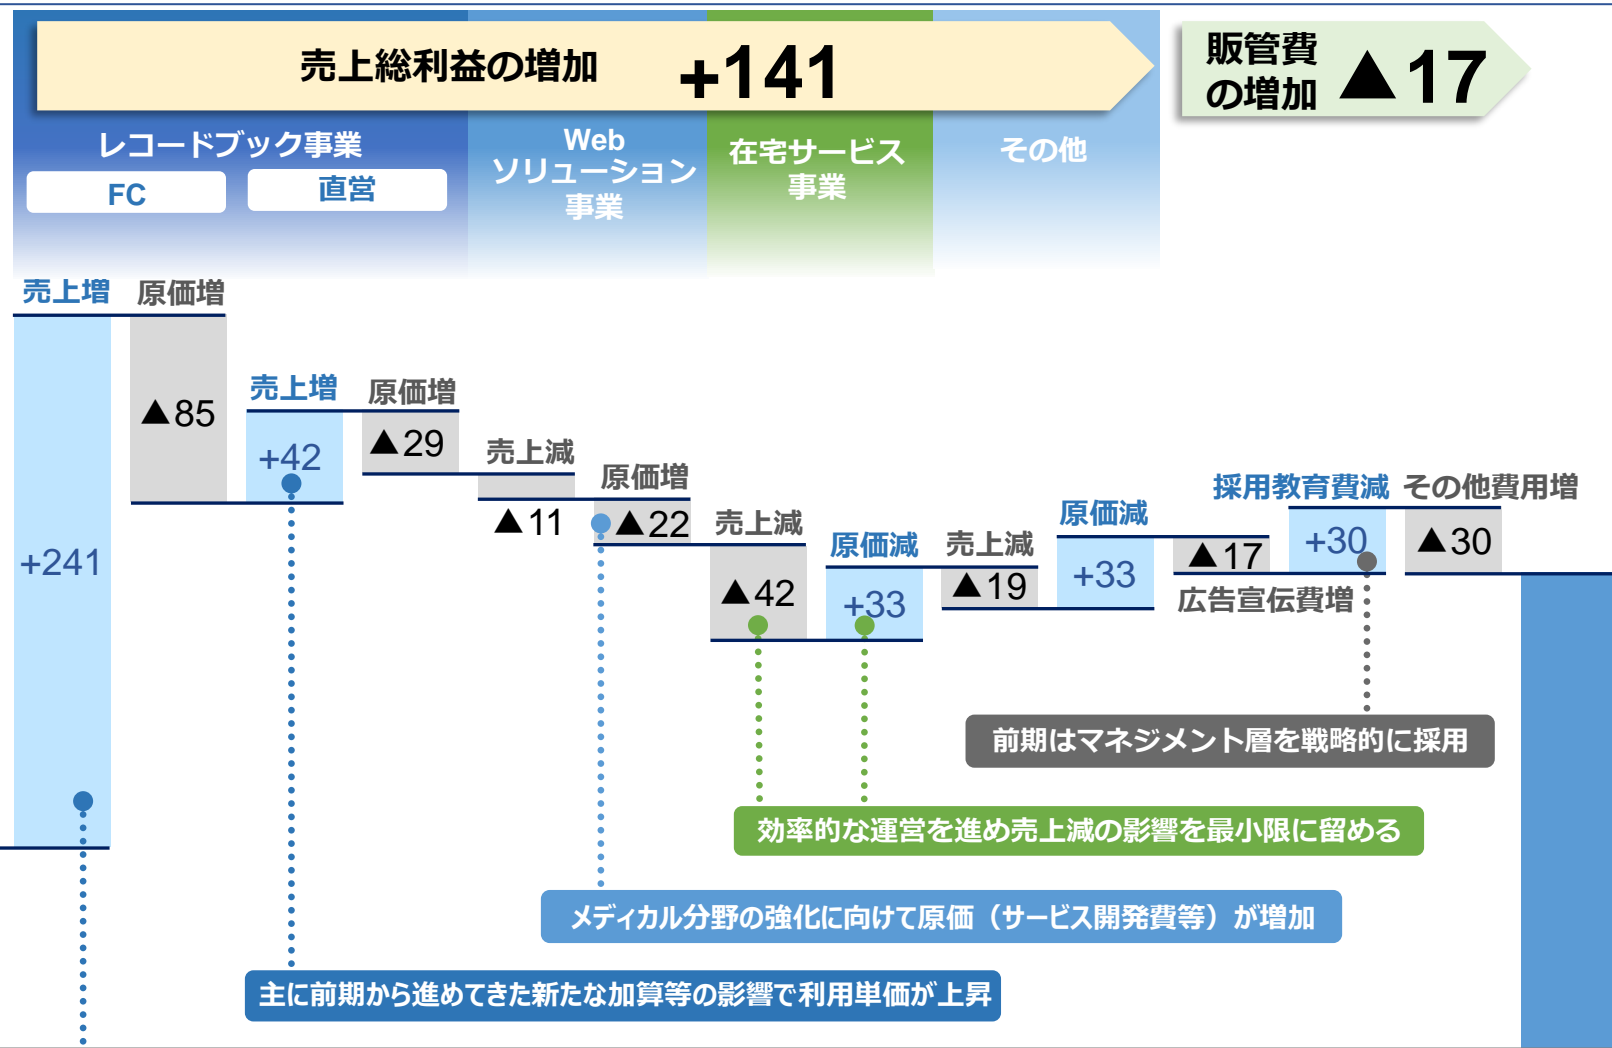 売上総利益の増加 +141
販管費
の増加 ▲17
レコードブック事業
FC
直営
Web
ソリューション
事業
在宅サービス
事業
その他
売上増
原価増
+241
▲85
売上増
原価増
+42
▲29
売上減
原価増
▲11
▲22
売上減
原価減
▲42
+33
売上減
原価減
▲19
+33
▲17
広告宣伝費増
採用教育費減
その他費用増
+30
▲30
前期はマネジメント層を戦略的に採用
効率的な運営を進め売上減の影響を最小限に留める
メディカル分野の強化に向けて原価（サービス開発費等）が増加
主に前期から進めてきた新たな加算等の影響で利用単価が上昇